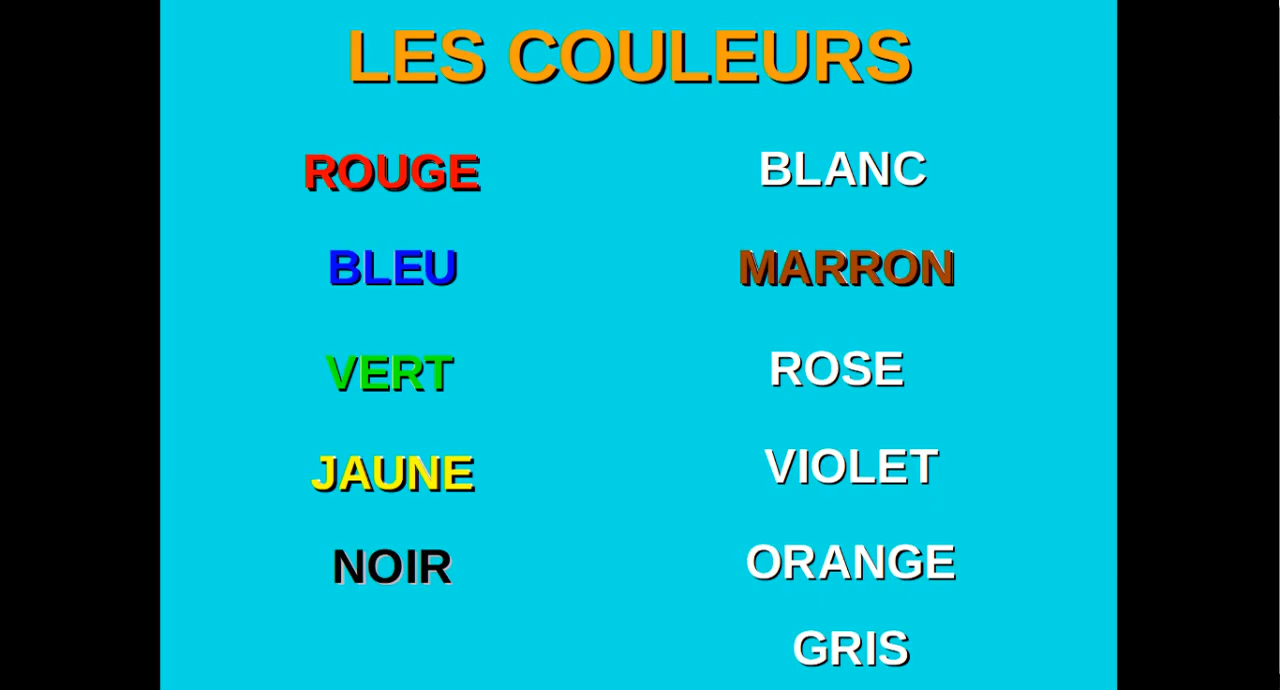 LES COULEURS
ROUGE
BLEU
VERT
JAUNE
NOIR
BLANC
MARRON
ROSE
VIOLET
ORANGE
GRIS